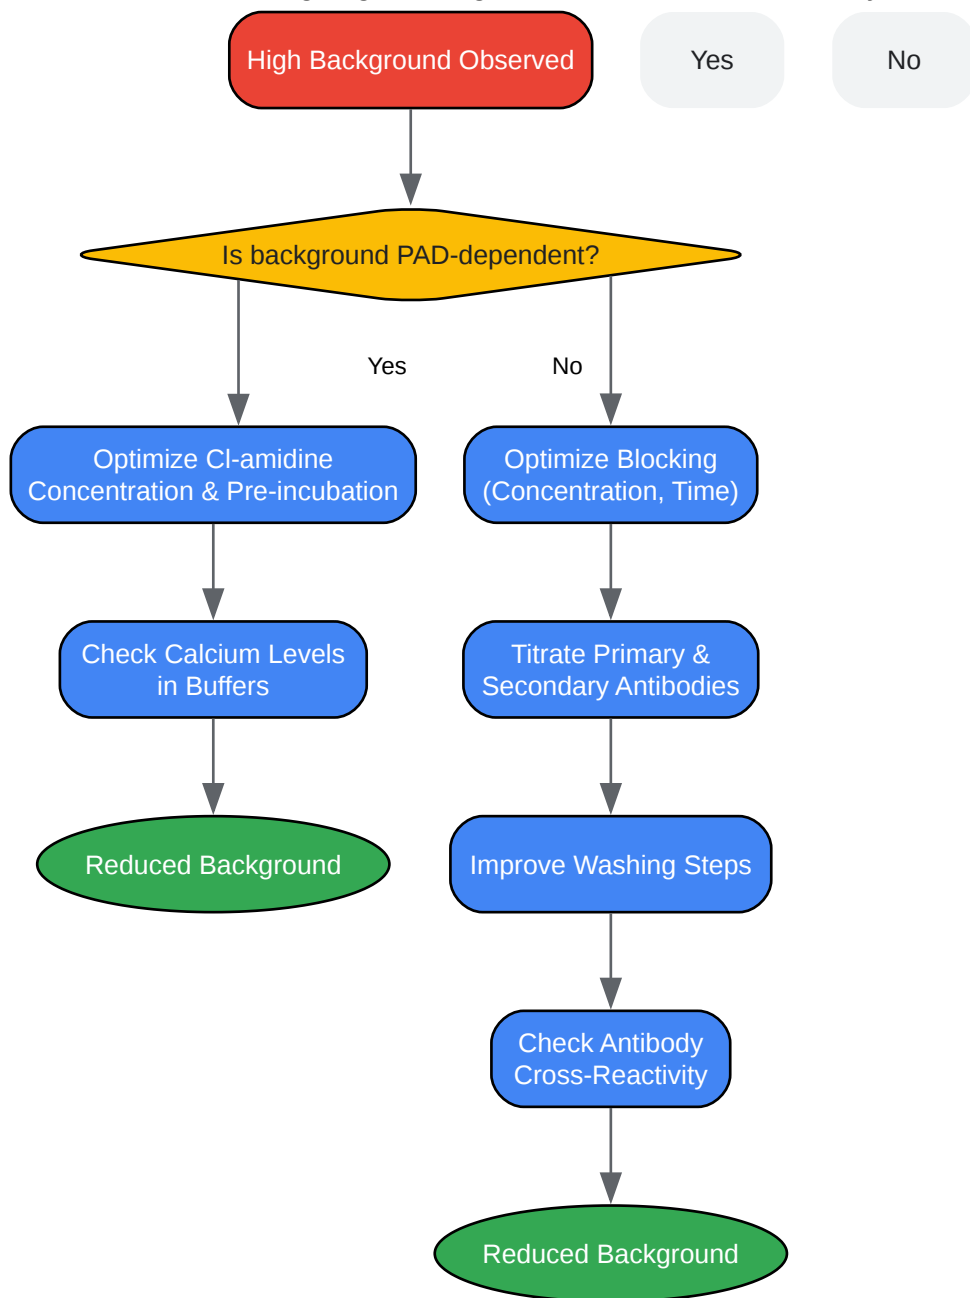 High Background Observed
Yes
No
Is background PAD-dependent?
Yes
No
Optimize Cl-amidine
Concentration & Pre-incubation
Optimize Blocking
(Concentration, Time)
Check Calcium Levels
in Buffers
Titrate Primary &
Secondary Antibodies
Reduced Background
Improve Washing Steps
Check Antibody
Cross-Reactivity
Reduced Background